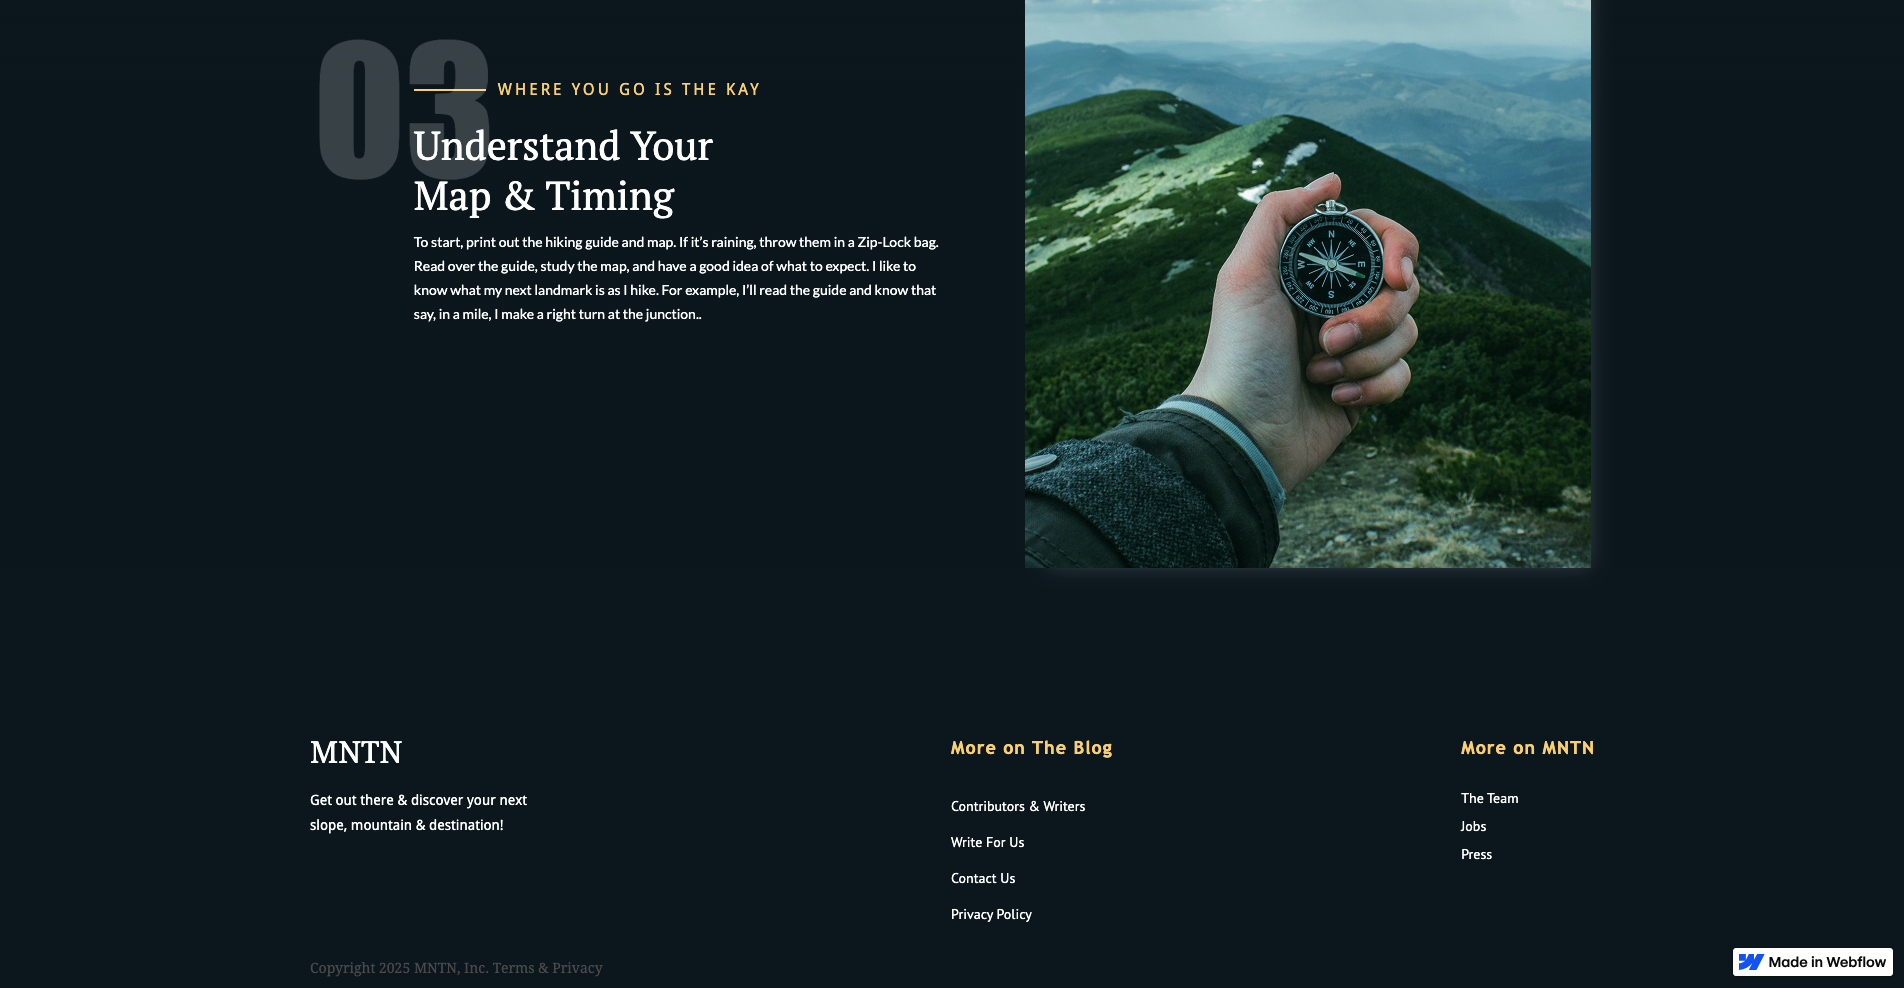 03
WHERE YOU GO IS THE KAY
Understand Your
Map & Timing
To start, print out the hiking guide and map. If it’s raining, throw them in a Zip-Lock bag.
Read over the guide, study the map, and have a good idea of what to expect. I like to
know what my next landmark is as I hike. For example, I’ll read the guide and know that
say, in a mile, I make a right turn at the junction..
N
NE
E
SE
S
SW
W
NW
MNTN
Get out there & discover your next
slope, mountain & destination!
More on The Blog
Contributors & Writers
Write For Us
Contact Us
Privacy Policy
More on MNTN
The Team
Jobs
Press
Copyright 2025 MNTN, Inc. Terms & Privacy
Made in Webflow